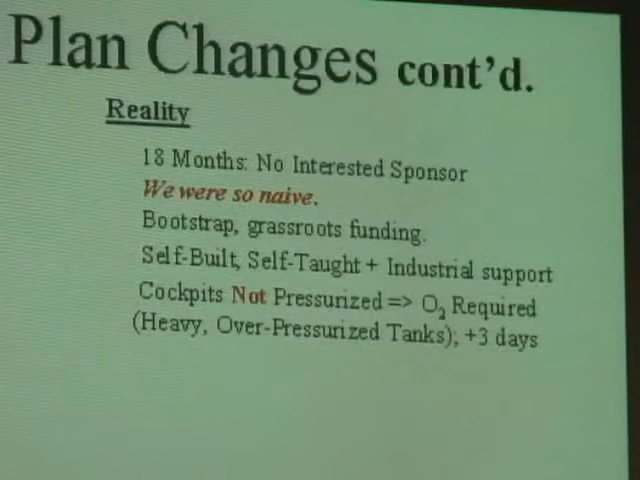 Plan Changes cont'd.
Reality
18 Months: No Interested Sponsor
We were so naive.
Bootstrap, grassroots funding.
Self-Built, Self-Taught + Industrial support
Cockpits Not Pressurized => O₂ Required
(Heavy, Over-Pressurized Tanks); +3 days